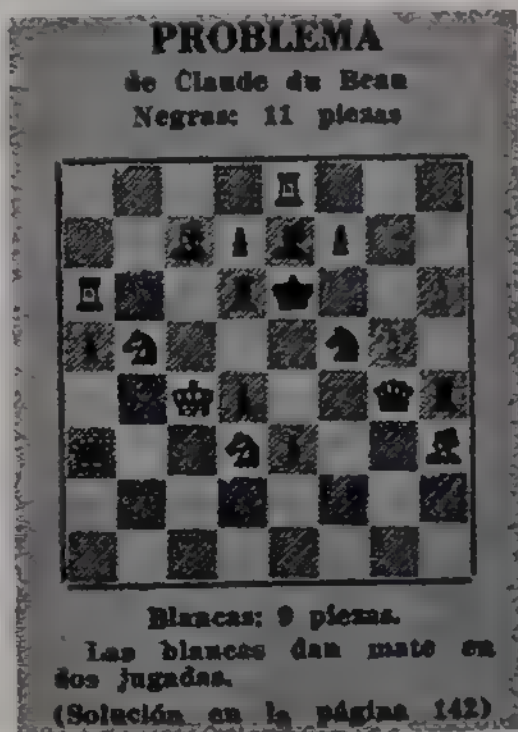 PROBLEMA
de Claude du Beau
Negras: 11 piezas
Blancas: 9 piezas.
Las blancas dan mate en
dos jugadas.
(Solución en la página 142)